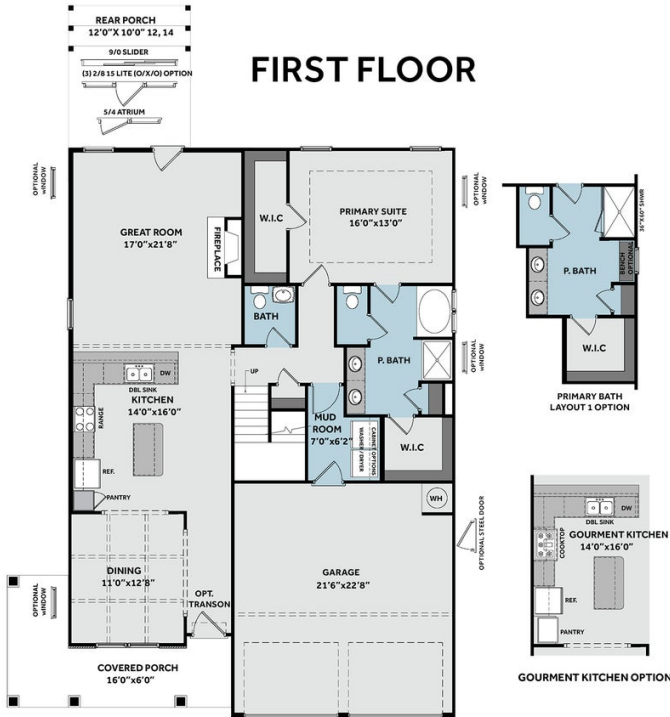 REAR PORCH
12'0"X 10'0" 12, 14
9/0 SLIDER
(3) 2/8 15 LITE (O/X/O) OPTION
5/4 ATRIUM
FIRST FLOOR
OPTIONAL
WINDOW
GREAT ROOM
17'0"x21'8"
FIREPLACE
W.I.C
PRIMARY SUITE
16'0"x13'0"
OPTIONAL
WINDOW
BATH
P. BATH
OPTIONAL
WINDOW
UP
DW
DBL SINK
KITCHEN
14'0"x16'0"
RANGE
REF.
PANTRY
MUD
ROOM
7'0"x6'2"
CABINET OPTIONS
WASHER / DRYER
W.I.C
WH
OPTIONAL STEEL DOOR
DINING
11'0"x12'8"
OPT.
TRANSON
GARAGE
21'6"x22'8"
OPTIONAL
WINDOW
COVERED PORCH
16'0"x6'0"
36"X60" SHWR
P. BATH
BENCH
OPTIONAL
W.I.C
PRIMARY BATH
LAYOUT 1 OPTION
DW
DBL SINK
GOURMENT KITCHEN
14'0"x16'0"
COOKTOP
REF.
PANTRY
GOURMENT KITCHEN OPTION